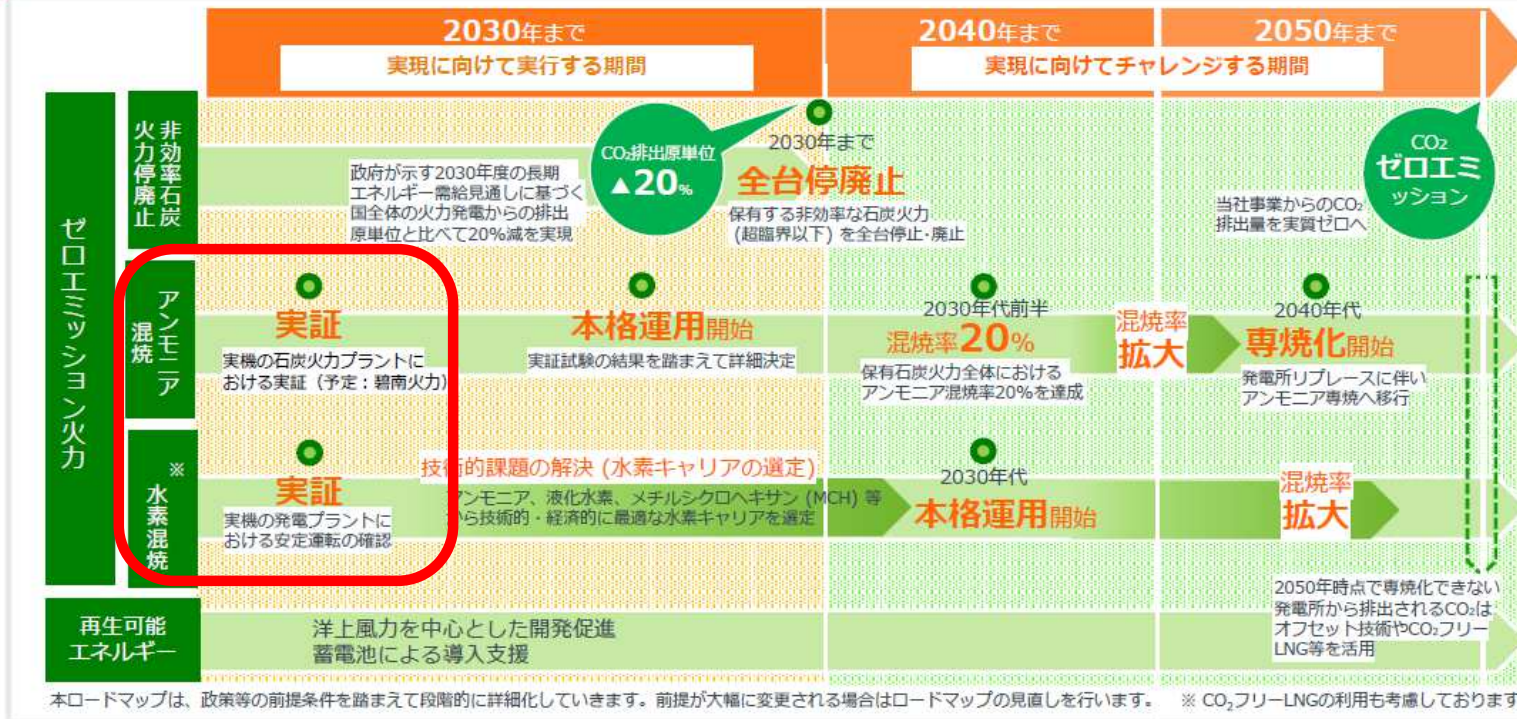 2030年まで
実現に向けて実行する期間
2040年まで
2050年まで
実現に向けてチャレンジする期間
ゼロエミッション火力
非効率石炭
火力停廃止
政府が示す2030年度の長期
エネルギー需給見通しに基づく
国全体の火力発電からの排出
原単位と比べて20%減を実現
CO₂排出原単位
▲20%
2030年まで
全台停廃止
保有する非効率な石炭火力
(超臨界以下) を全台停止・廃止
当社事業からのCO₂
排出量を実質ゼロへ
CO₂
ゼロエミ
ッション
アンモニア
混焼
実証
実機の石炭火力プラントに
おける実証（予定：碧南火力）
本格運用開始
実証試験の結果を踏まえて詳細決定
2030年代前半
混焼率20%
保有石炭火力全体における
アンモニア混焼率20%を達成
混焼率
拡大
2040年代
専焼化開始
発電所リプレースに伴い
アンモニア専焼へ移行
※
水素混焼
実証
実機の発電プラントに
おける安定運転の確認
技術的課題の解決 (水素キャリアの選定)
アンモニア、液化水素、メチルシクロヘキサン (MCH) 等
から技術的・経済的に最適な水素キャリアを選定
2030年代
本格運用開始
混焼率
拡大
2050年時点で専焼化できない
発電所から排出されるCO₂は
オフセット技術やCO₂フリー
LNG等を活用
再生可能
エネルギー
洋上風力を中心とした開発促進
蓄電池による導入支援
本ロードマップは、政策等の前提条件を踏まえて段階的に詳細化していきます。前提が大幅に変更される場合はロードマップの見直しを行います。 ※ CO₂フリーLNGの利用も考慮しております